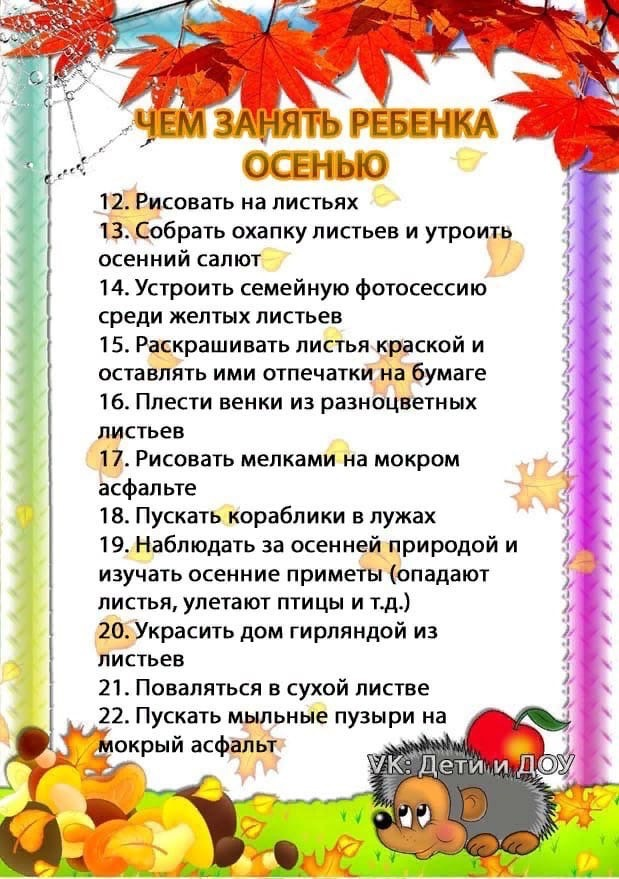 ЧЕМ ЗАНЯТЬ РЕБЕНКА
ОСЕНЬЮ
12. Рисовать на листьях
13. Собрать охапку листьев и утроить
осенний салют
14. Устроить семейную фотосессию
среди желтых листьев
15. Раскрашивать листья краской и
оставлять ими отпечатки на бумаге
16. Плести венки из разноцветных
листьев
17. Рисовать мелками на мокром
асфальте
18. Пускать кораблики в лужах
19. Наблюдать за осенней природой и
изучать осенние приметы (опадают
листья, улетают птицы и т.д.)
20. Украсить дом гирляндой из
листьев
21. Поваляться в сухой листве
22. Пускать мыльные пузыри на
мокрый асфальт
VK: Дети и ДОУ